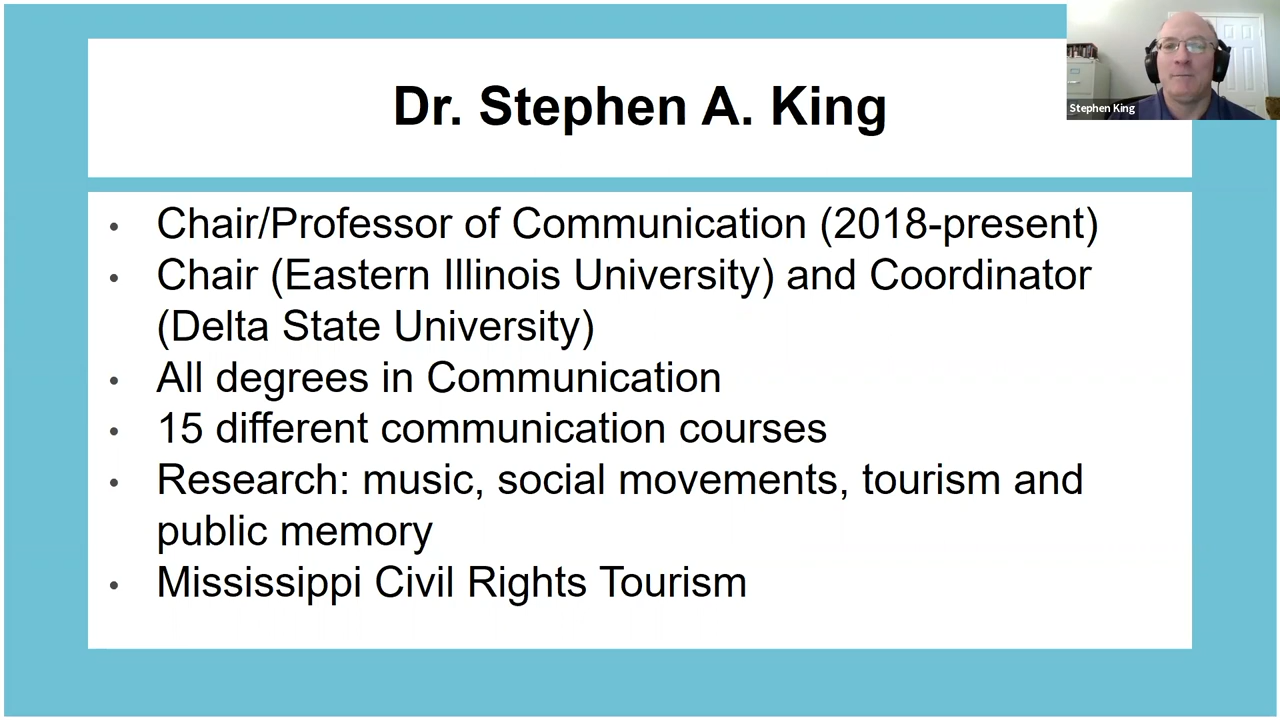 Dr. Stephen A. King
Stephen King
• Chair/Professor of Communication (2018-present)
• Chair (Eastern Illinois University) and Coordinator
(Delta State University)
• All degrees in Communication
• 15 different communication courses
• Research: music, social movements, tourism and
public memory
• Mississippi Civil Rights Tourism